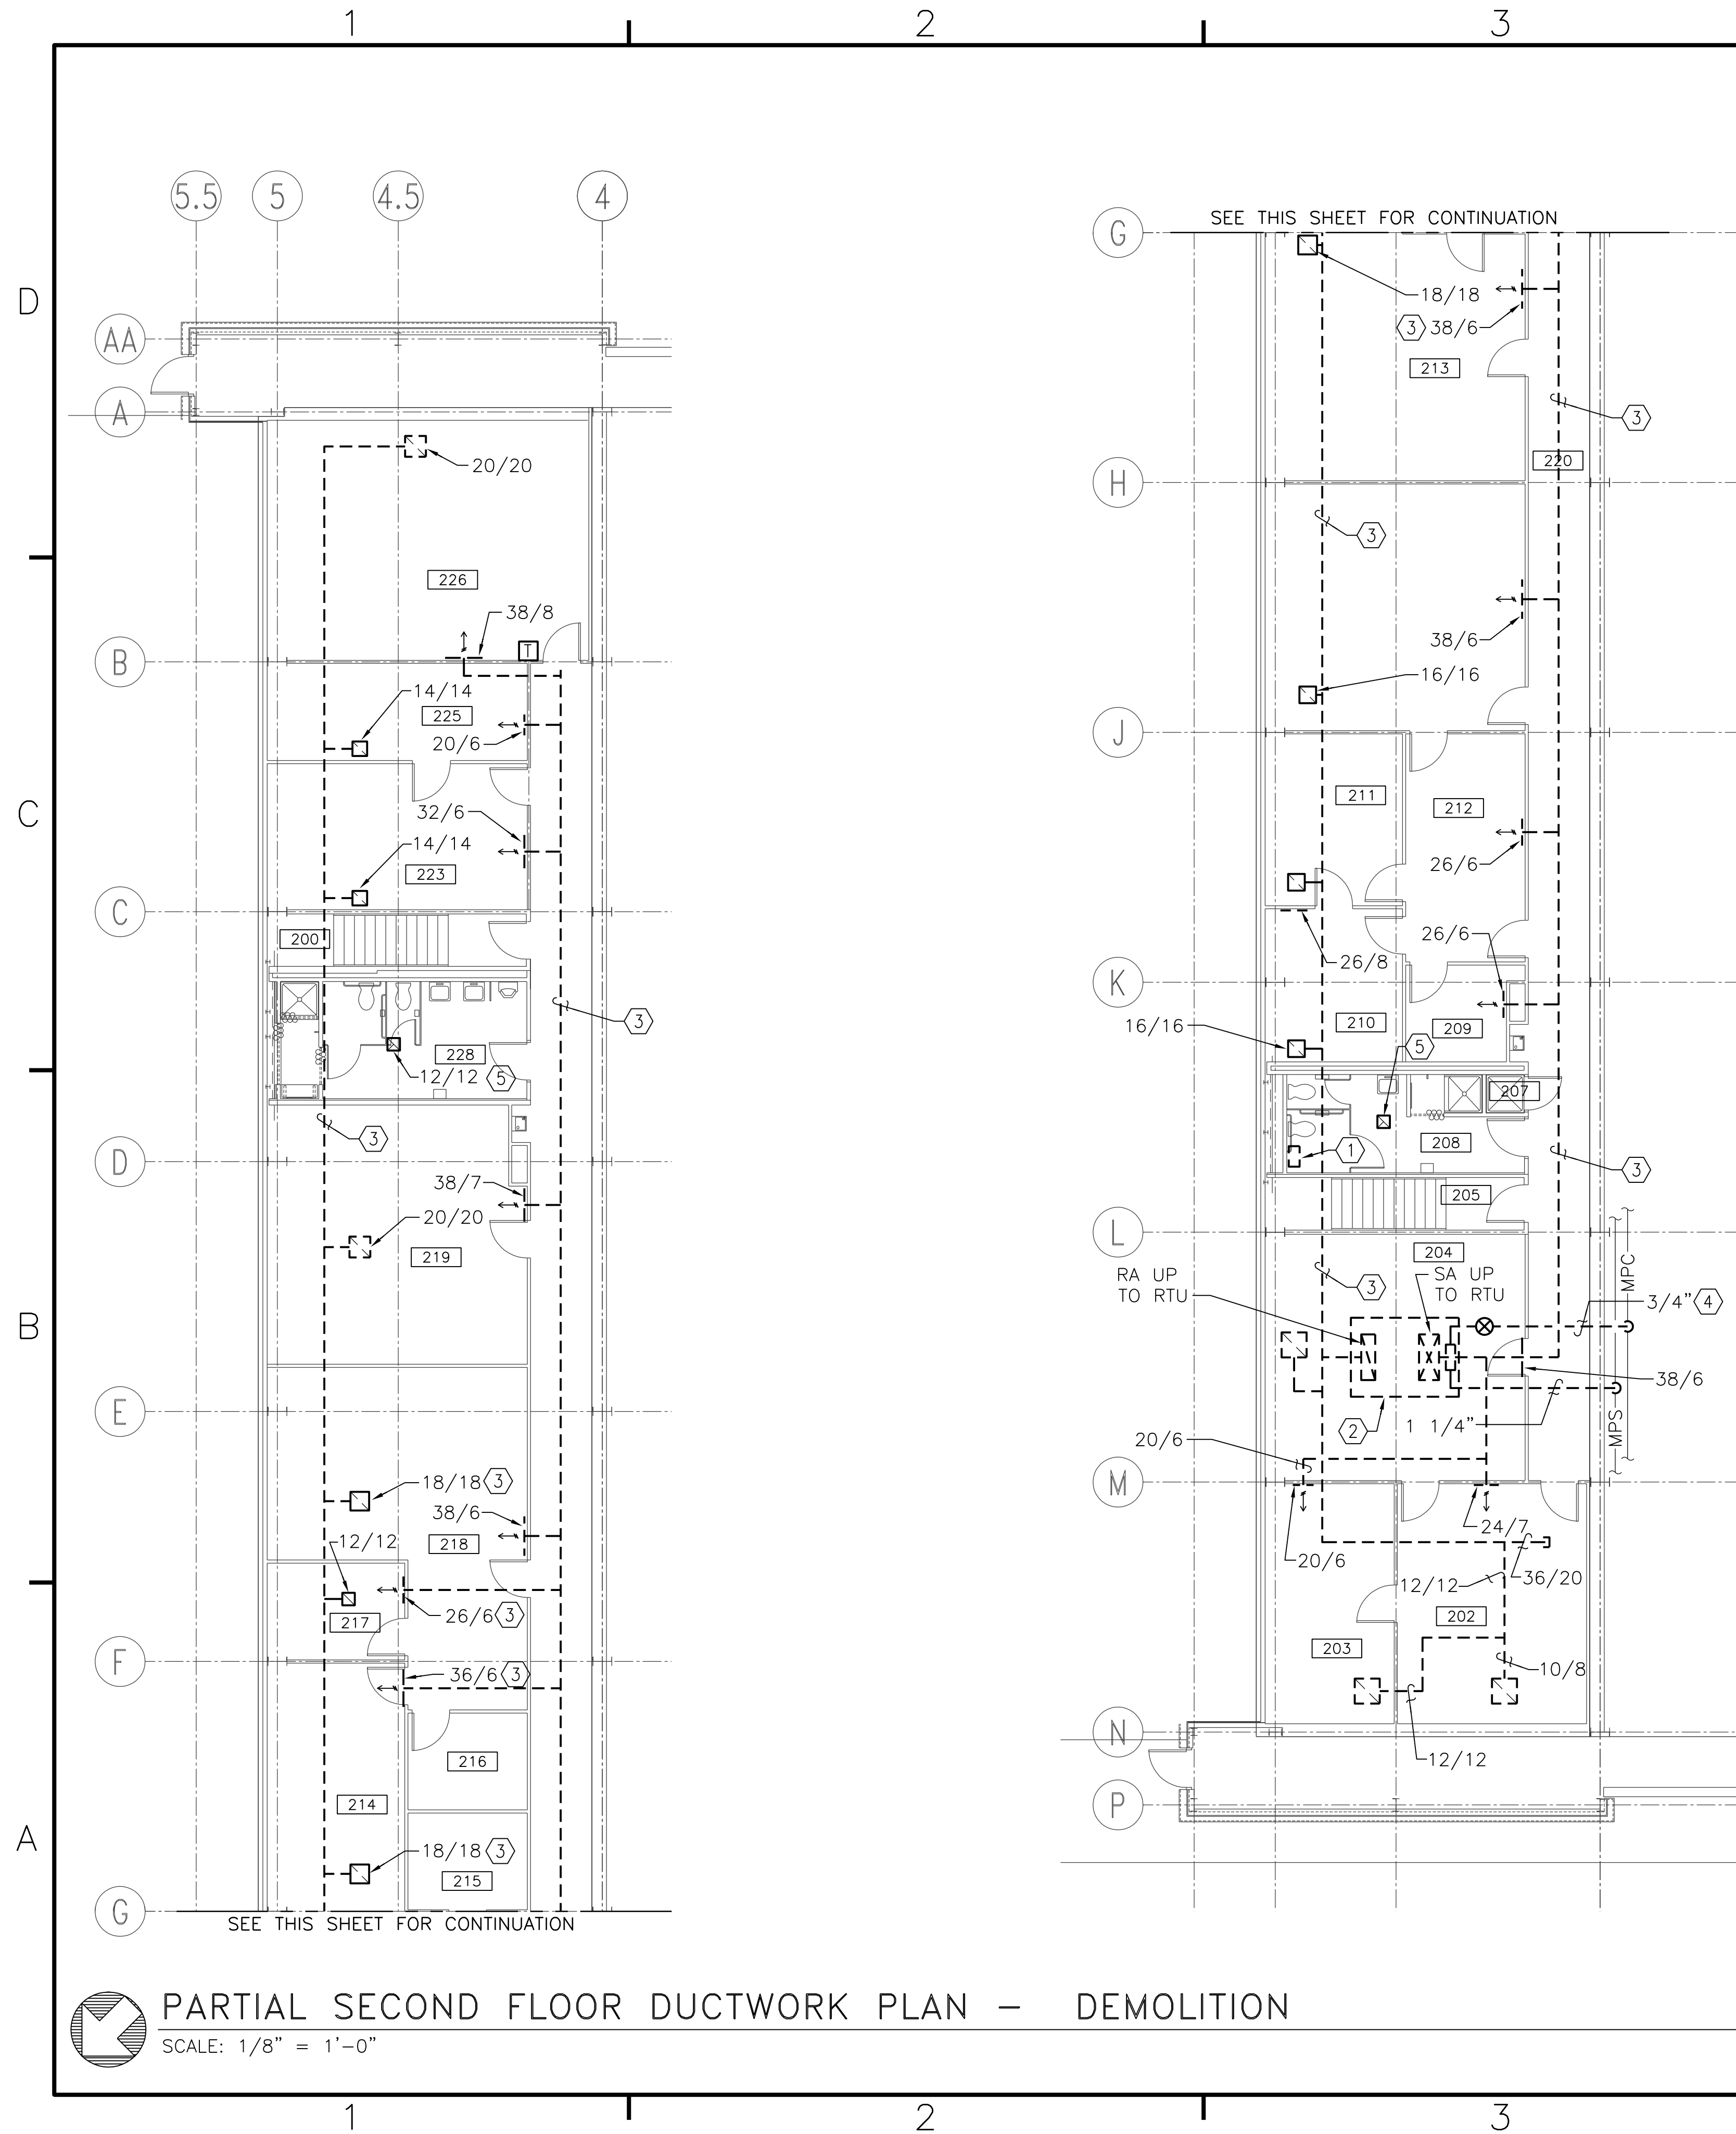 1
2
3
5.5
5
4.5
4
SEE THIS SHEET FOR CONTINUATION
G
18/18
3
38/6
D
AA
A
213
3
20/20
220
H
3
226
38/8
T
B
38/6
14/14
225
20/6
16/16
J
C
32/6
14/14
223
211
212
26/6
C
200
26/6
26/8
K
3
210
209
16/16
5
228
12/12
5
207
3
208
1
D
3
205
38/7
20/20
219
L
204
MPC
RA UP
TO RTU
SA UP
TO RTU
3
3/4"
4
B
38/6
E
2
1 1/4"
MPS
20/6
18/18
3
M
38/6
218
12/12
24/7
20/6
26/6
3
12/12
36/20
217
202
F
203
36/6
3
10/8
216
N
12/12
214
P
A
18/18
3
215
G
SEE THIS SHEET FOR CONTINUATION
PARTIAL SECOND FLOOR DUCTWORK PLAN - DEMOLITION
SCALE: 1/8" = 1'-0"
1
2
3